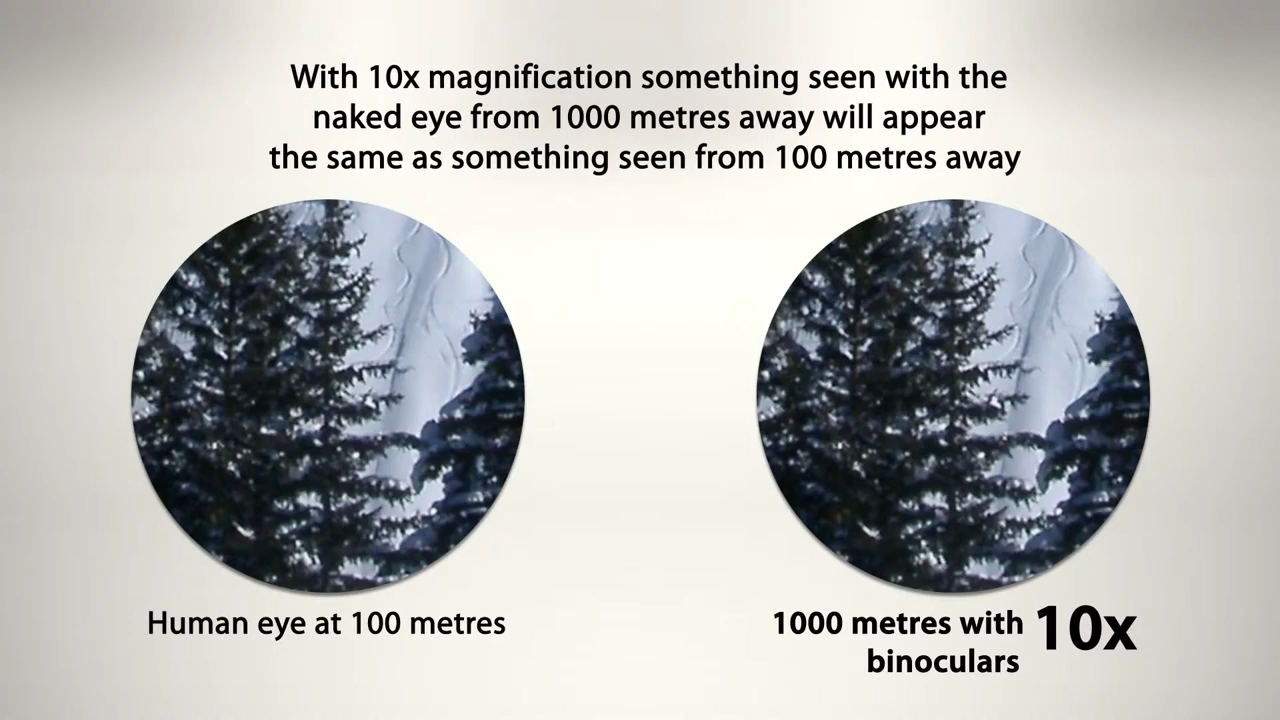 With 10x magnification something seen with the
naked eye from 1000 metres away will appear
the same as something seen from 100 metres away
Human eye at 100 metres
1000 metres with 10x
binoculars